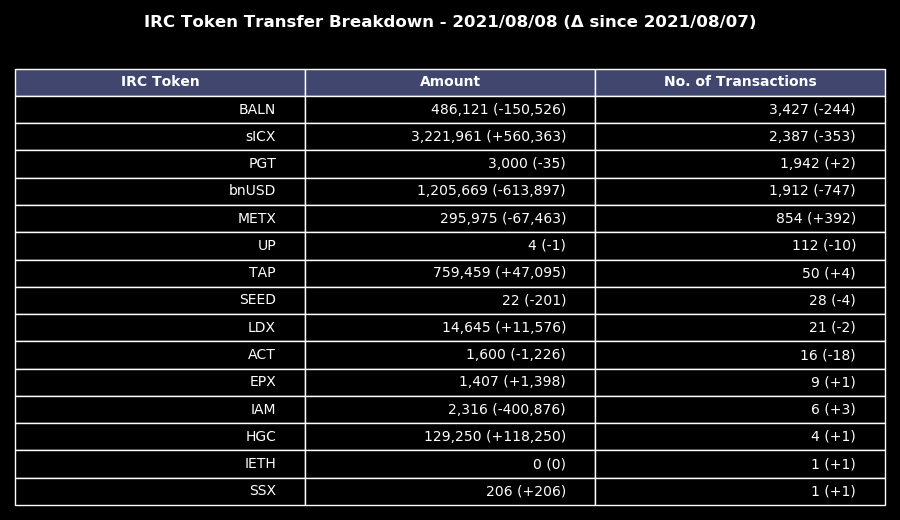 IRC Token Transfer Breakdown - 2021/08/08 (Δ since 2021/08/07)
IRC Token Amount No. of Transactions
BALN 486,121 (-150,526) 3,427 (-244)
sICX 3,221,961 (+560,363) 2,387 (-353)
PGT 3,000 (-35) 1,942 (+2)
bnUSD 1,205,669 (-613,897) 1,912 (-747)
METX 295,975 (-67,463) 854 (+392)
UP 4 (-1) 112 (-10)
TAP 759,459 (+47,095) 50 (+4)
SEED 22 (-201) 28 (-4)
LDX 14,645 (+11,576) 21 (-2)
ACT 1,600 (-1,226) 16 (-18)
EPX 1,407 (+1,398) 9 (+1)
IAM 2,316 (-400,876) 6 (+3)
HGC 129,250 (+118,250) 4 (+1)
IETH 0 (0) 1 (+1)
SSX 206 (+206) 1 (+1)